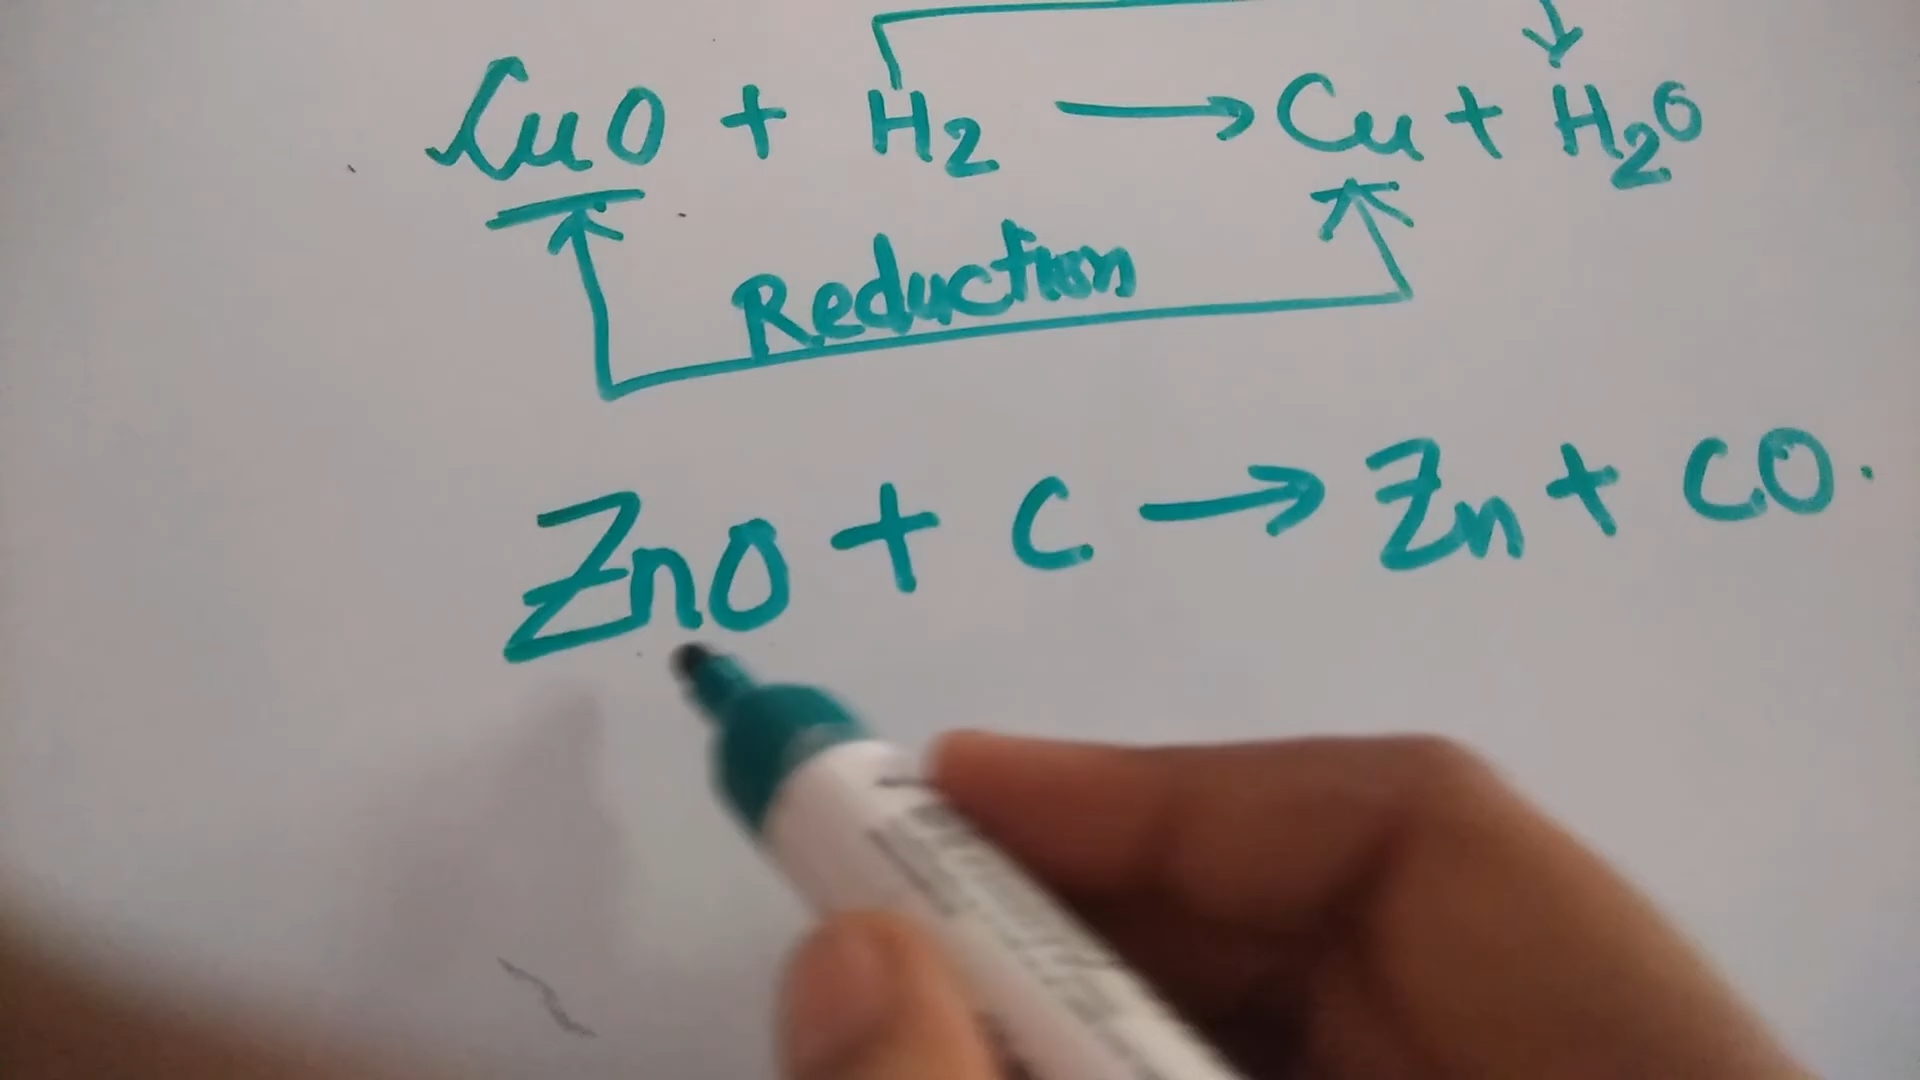 CuO + H₂ → Cu + H₂O
Reduction
ZnO + C → Zn + CO.